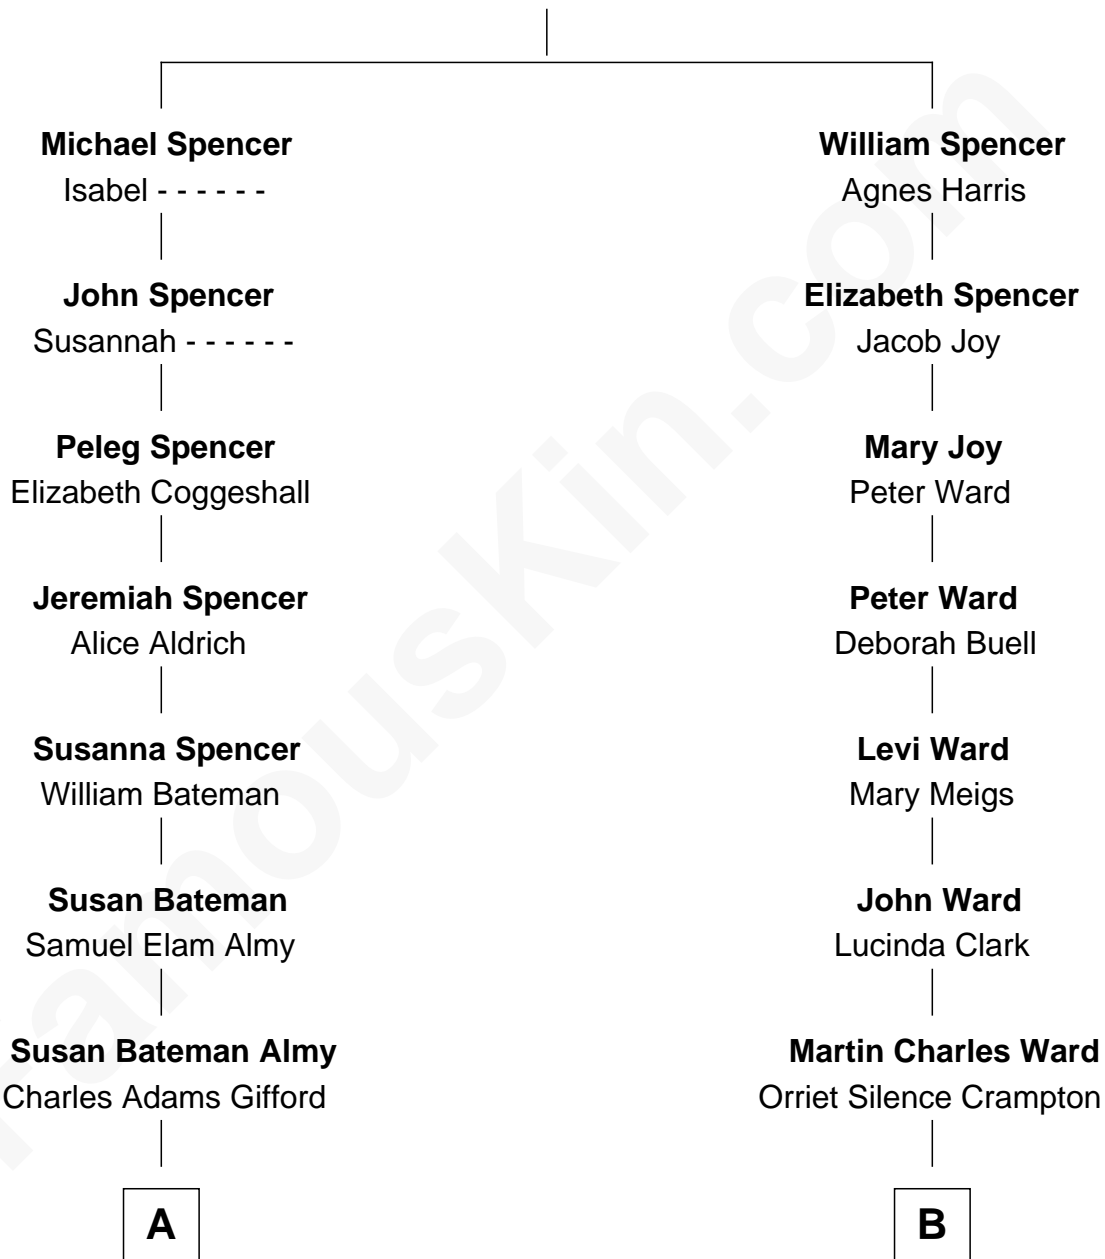 Michael Spencer
Isabel - - - - - -
John Spencer
Susannah - - - - - -
Peleg Spencer
Elizabeth Coggeshall
Jeremiah Spencer
Alice Aldrich
Susanna Spencer
William Bateman
Susan Bateman
Samuel Elam Almy
Susan Bateman Almy
Charles Adams Gifford
A
William Spencer
Agnes Harris
Elizabeth Spencer
Jacob Joy
Mary Joy
Peter Ward
Peter Ward
Deborah Buell
Levi Ward
Mary Meigs
John Ward
Lucinda Clark
Martin Charles Ward
Orriet Silence Crampton
B
FamousKin.com